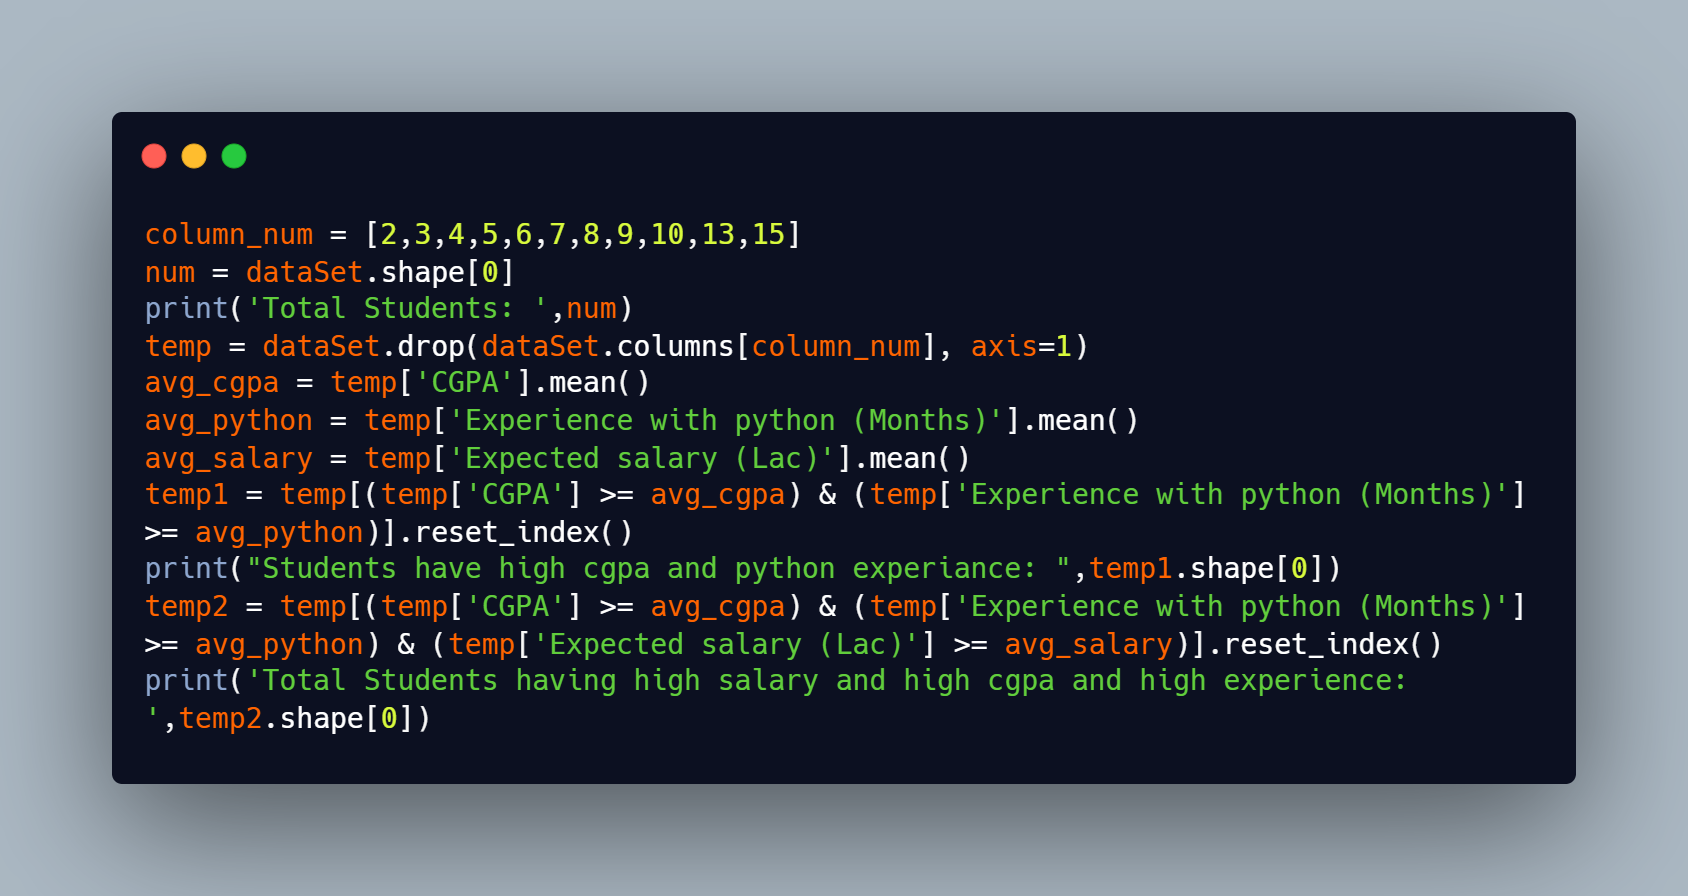 column_num = [2,3,4,5,6,7,8,9,10,13,15]
num = dataSet.shape[0]
print('Total Students: ',num)
temp = dataSet.drop(dataSet.columns[column_num], axis=1)
avg_cgpa = temp['CGPA'].mean()
avg_python = temp['Experience with python (Months)'].mean()
avg_salary = temp['Expected salary (Lac)'].mean()
temp1 = temp[(temp['CGPA'] >= avg_cgpa) & (temp['Experience with python (Months)']
>= avg_python)].reset_index()
print("Students have high cgpa and python experiance: ",temp1.shape[0])
temp2 = temp[(temp['CGPA'] >= avg_cgpa) & (temp['Experience with python (Months)']
>= avg_python) & (temp['Expected salary (Lac)'] >= avg_salary)].reset_index()
print('Total Students having high salary and high cgpa and high experience:
',temp2.shape[0])